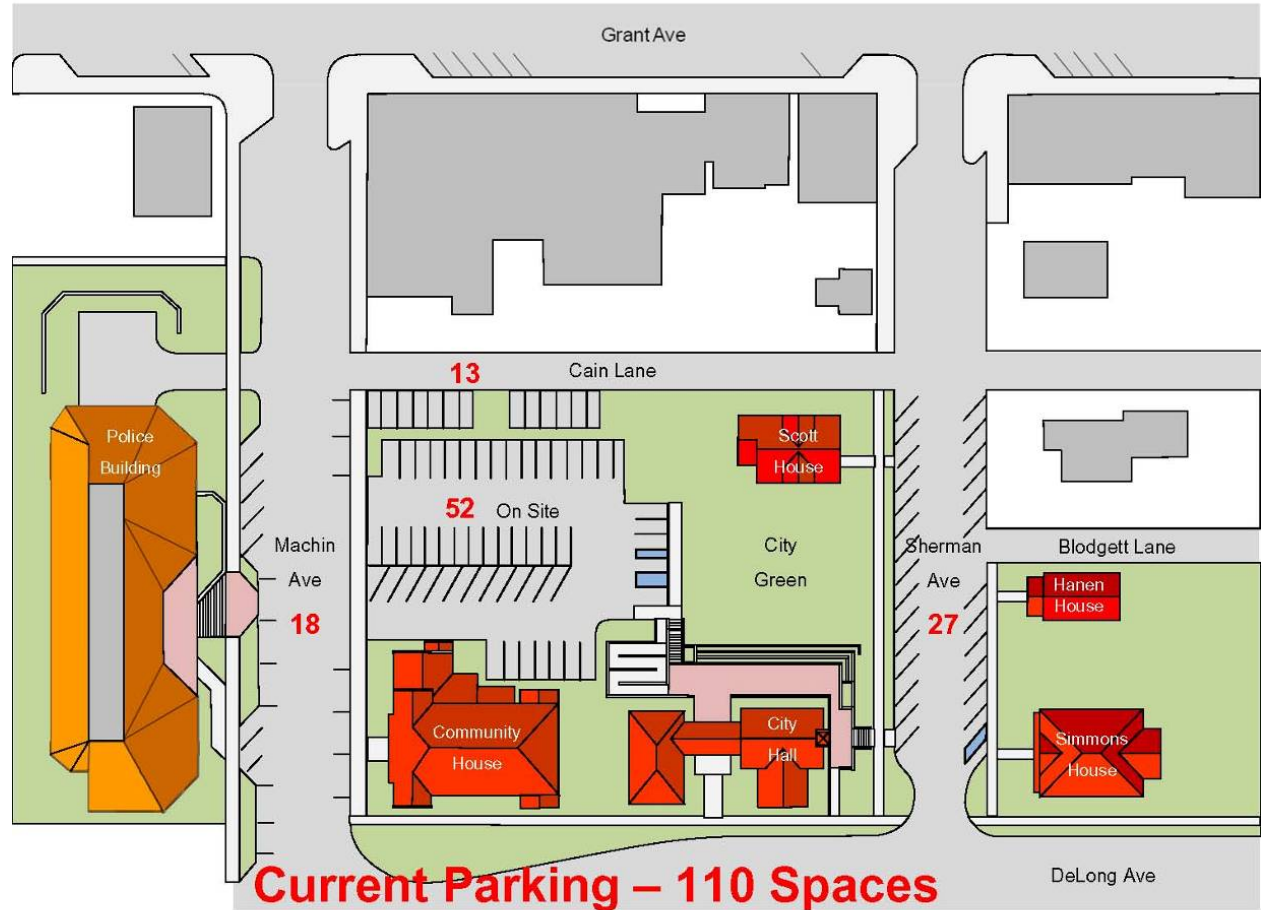 Grant Ave
13
Cain Lane
Police
Building
Scott
House
52 On Site
Machin
Ave
18
City
Green
Sherman
Ave
27
Blodgett Lane
Hanen
House
Community
House
City
Hall
Simmons
House
Current Parking – 110 Spaces
DeLong Ave